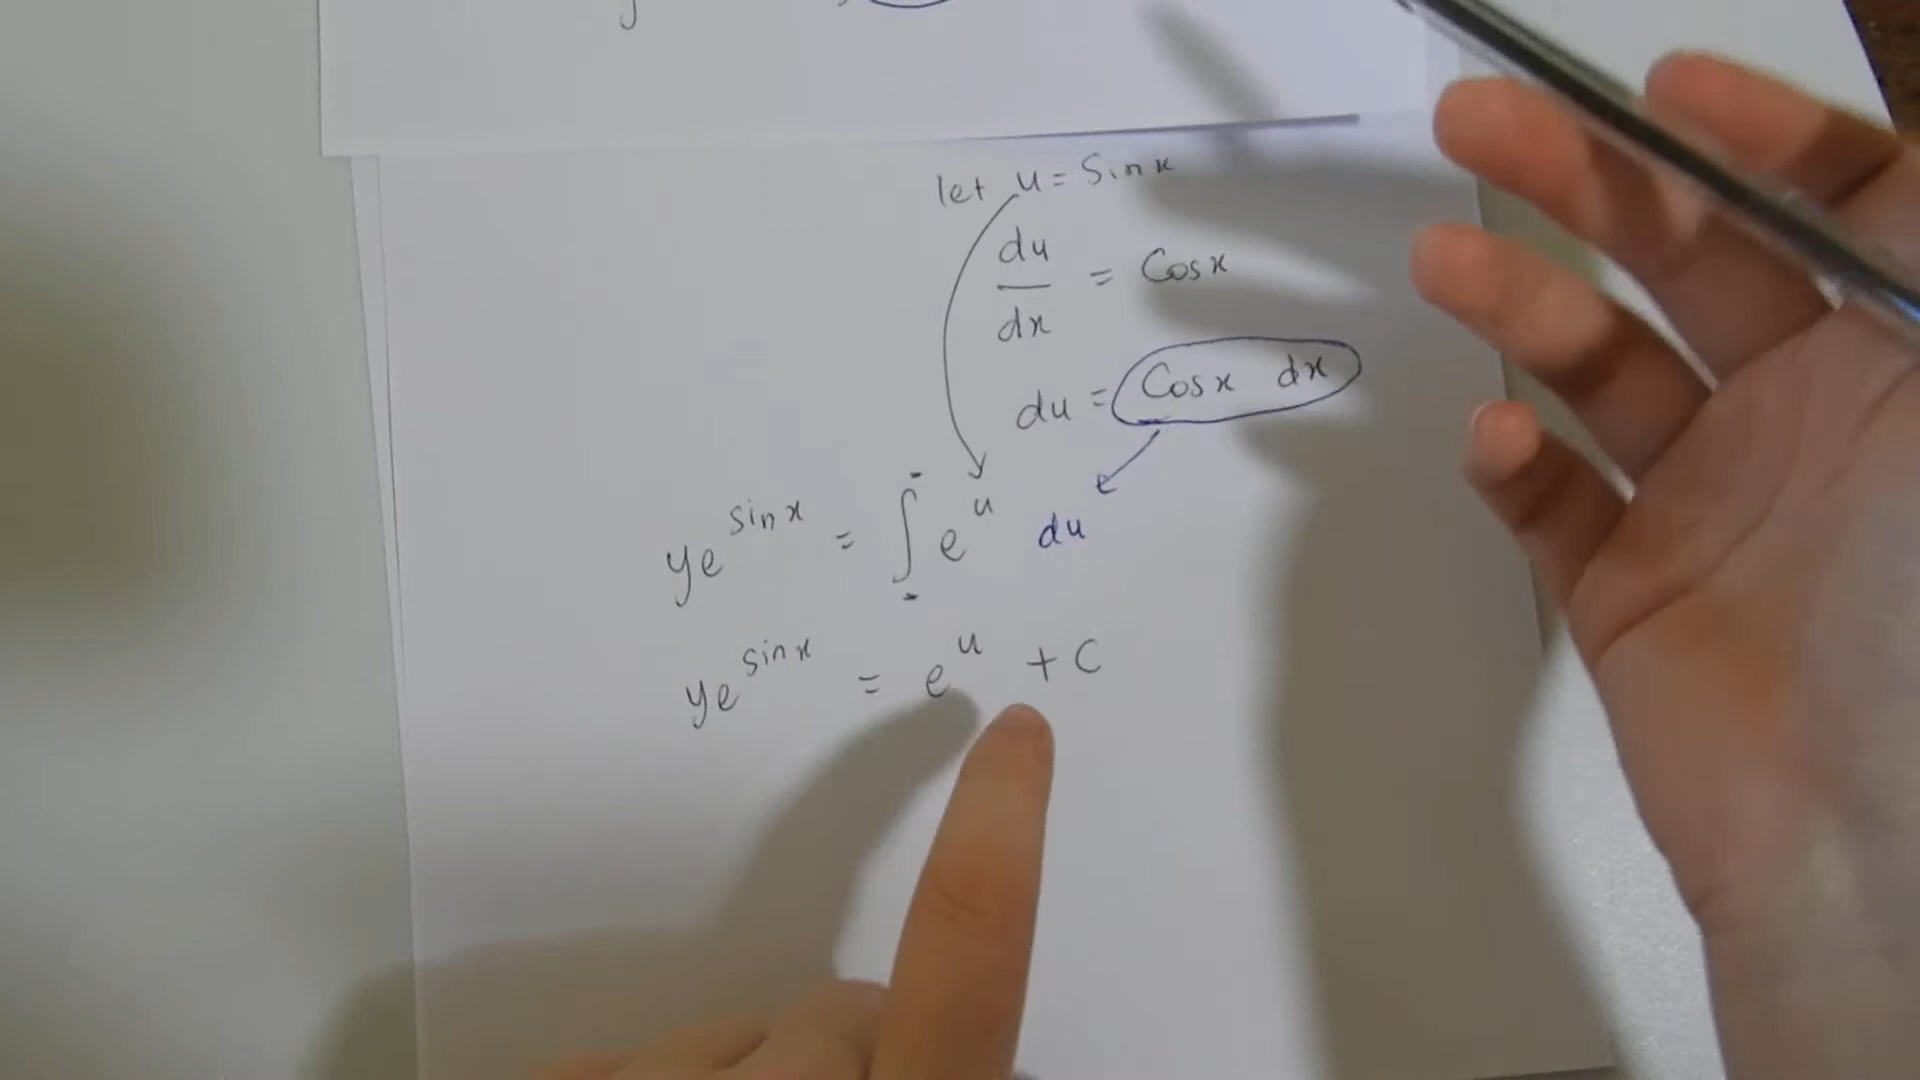 let u = Sin x
du/dx = Cos x
du = Cos x dx
ye^sin x = ∫ e^u du
ye^sin x = e^u + C